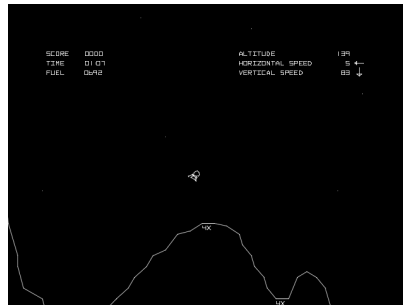 SCORE 0000
TIME 01:07
FUEL 0692
ALTITUDE 139
HORIZONTAL SPEED 5 ←
VERTICAL SPEED 83 ↓
4X
4X